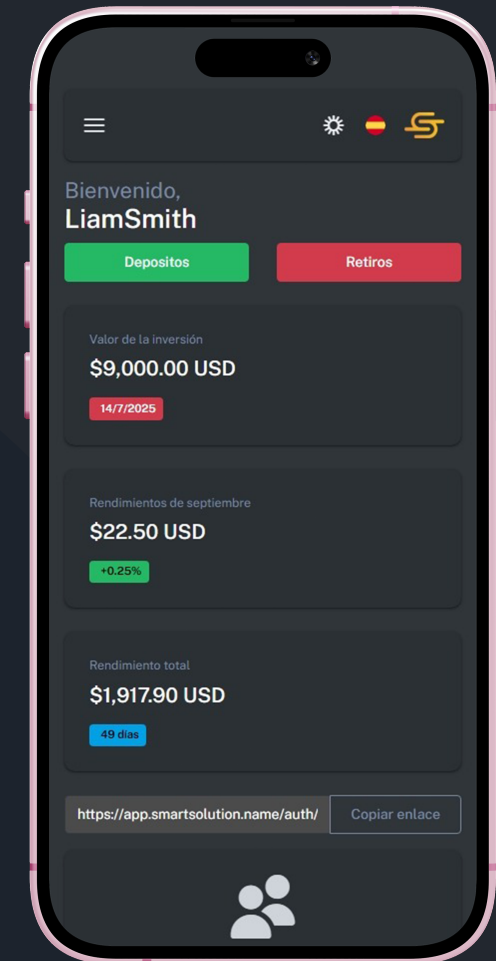 Bienvenido,
LiamSmith
Depositos
Retiros
Valor de la inversión
$9,000.00 USD
14/7/2025
Rendimientos de septiembre
$22.50 USD
+0.25%
Rendimiento total
$1,917.90 USD
49 días
https://app.smartsolution.name/auth/
Copiar enlace